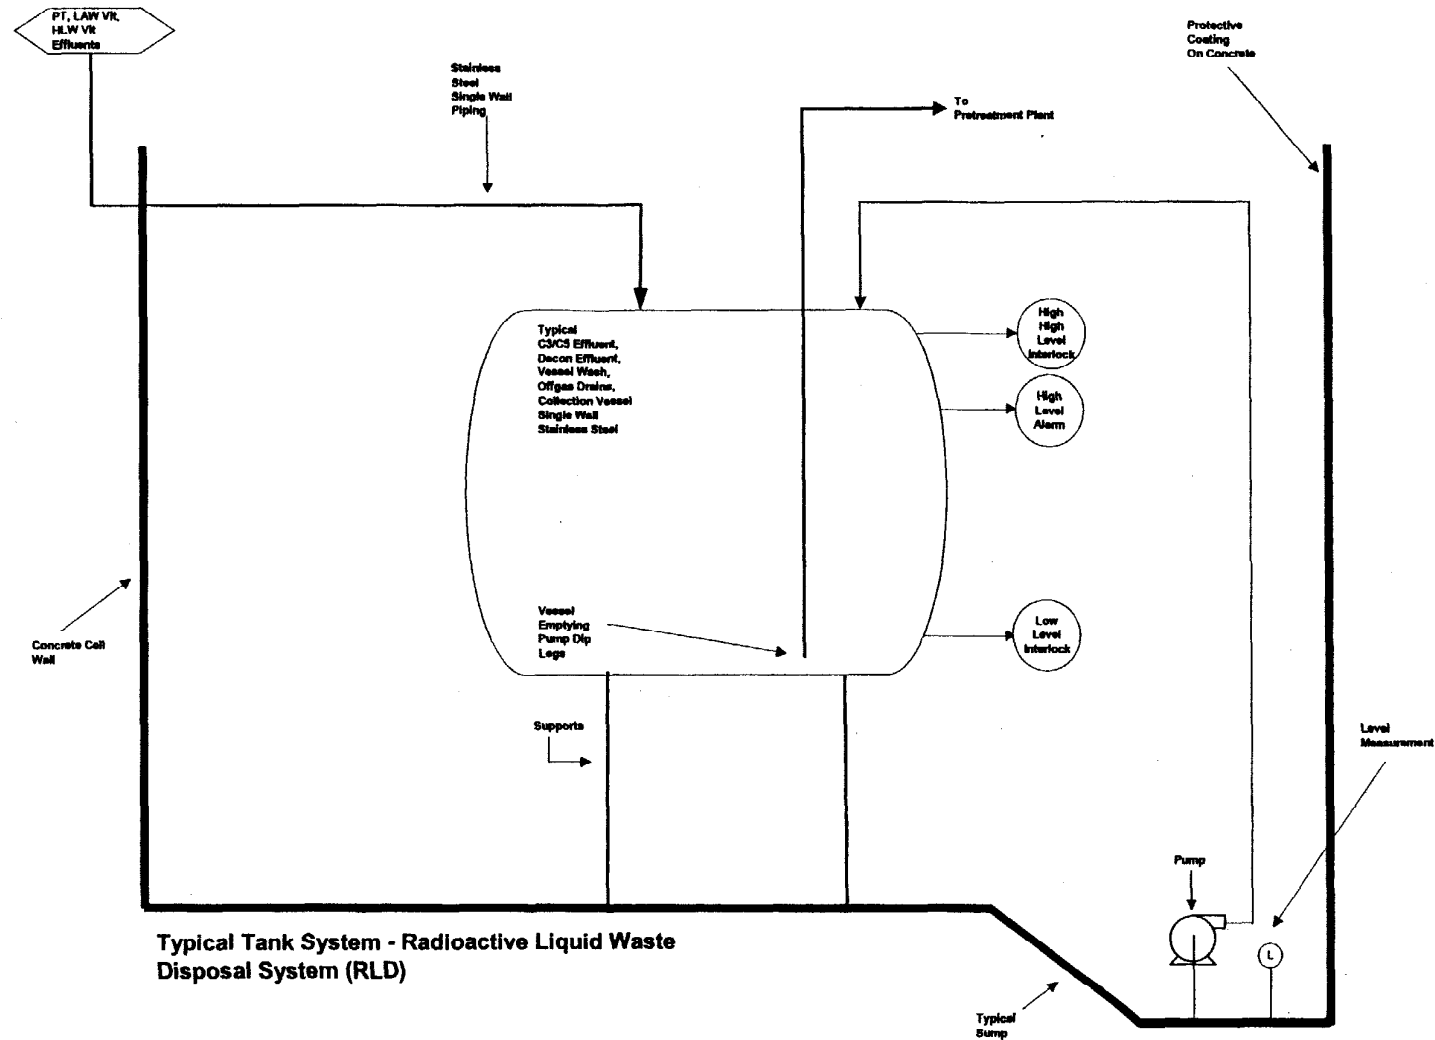 PT, LAW Vit,
HLW Vit
Effluents
Stainless
Steel
Single Wall
Piping
Protective
Coating
On Concrete
To
Pretreatment Plant
Typical
C3/C5 Effluent,
Decon Effluent,
Vessel Wash,
Offgas Drains,
Collection Vessel
Single Wall
Stainless Steel
High
High
Level
Interlock
High
Level
Alarm
Vessel
Emptying
Pump Dip
Legs
Low
Level
Interlock
Concrete Cell
Wall
Supports
Level
Measurement
Pump
L
Typical Tank System - Radioactive Liquid Waste
Disposal System (RLD)
Typical
Sump